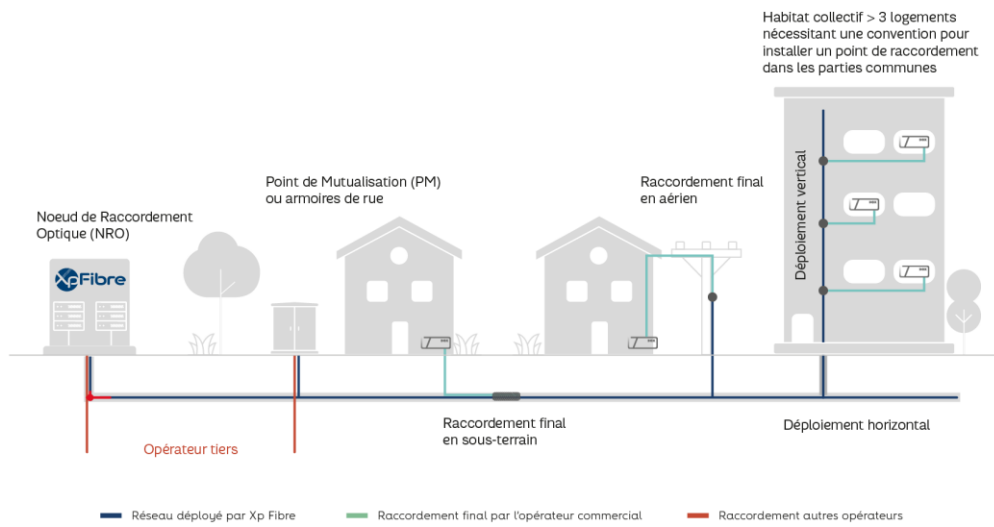 Habitat collectif > 3 logements
nécessitant une convention pour
installer un point de raccordement
dans les parties communes
Point de Mutualisation (PM)
ou armoires de rue
Raccordement final
en aérien
Noeud de Raccordement
Optique (NRO)
XpFibre
Déploiement vertical
Raccordement final
en sous-terrain
Déploiement horizontal
Opérateur tiers
Réseau déployé par Xp Fibre
Raccordement final par l'opérateur commercial
Raccordement autres opérateurs